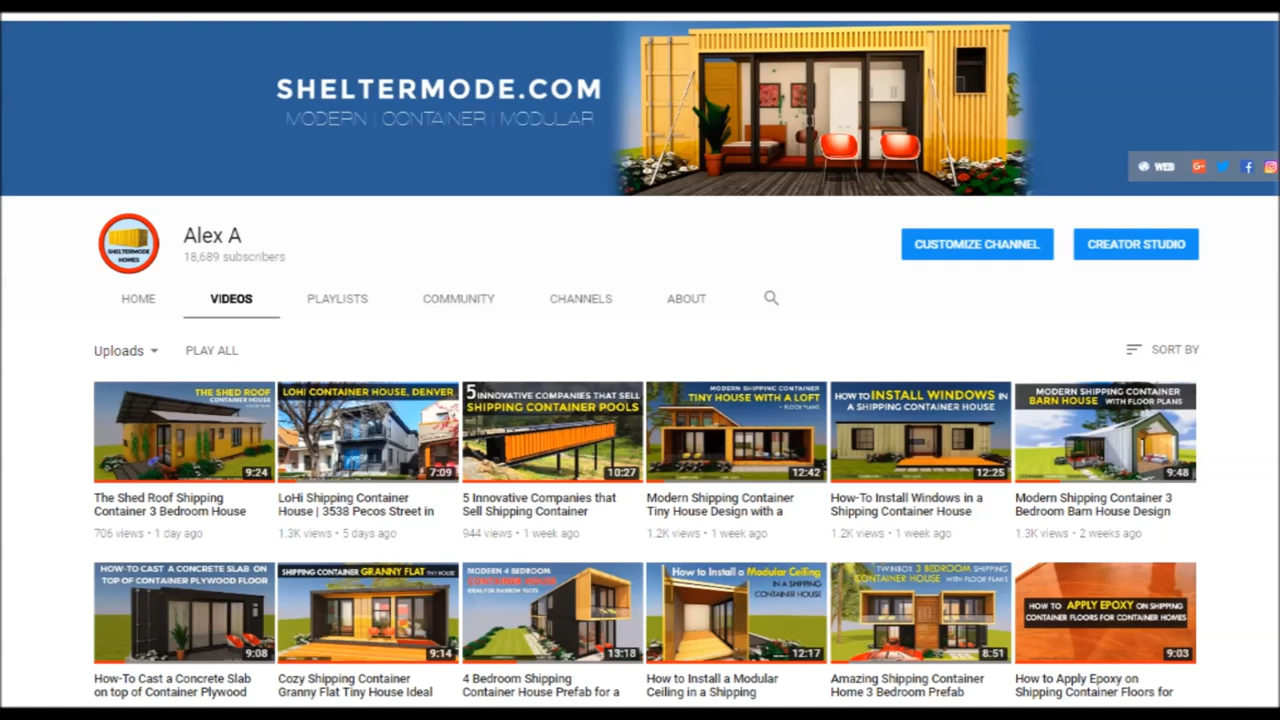 SHELTERMODE.COM
MODERN | CONTAINER | MODULAR
WEB
SHELTERMODE
HOMES
Alex A
18,689 subscribers
CUSTOMIZE CHANNEL
CREATOR STUDIO
HOME
VIDEOS
PLAYLISTS
COMMUNITY
CHANNELS
ABOUT
Uploads
PLAY ALL
SORT BY
THE SHED ROOF
CONTAINER HOUSE
9:24
LOHI CONTAINER HOUSE, DENVER
7:09
5 INNOVATIVE COMPANIES THAT SELL
SHIPPING CONTAINER POOLS
10:27
MODERN SHIPPING CONTAINER
TINY HOUSE WITH A LOFT
+ FLOOR PLANS
12:42
HOW TO INSTALL WINDOWS IN
A SHIPPING CONTAINER HOUSE
12:25
MODERN SHIPPING CONTAINER
BARN HOUSE WITH FLOOR PLANS
9:48
The Shed Roof Shipping
Container 3 Bedroom House
706 views • 1 day ago
LoHi Shipping Container
House | 3538 Pecos Street in
1.3K views • 5 days ago
5 Innovative Companies that
Sell Shipping Container
944 views • 1 week ago
Modern Shipping Container
Tiny House Design with a
1.2K views • 1 week ago
How-To Install Windows in a
Shipping Container House
1.2K views • 1 week ago
Modern Shipping Container 3
Bedroom Barn House Design
1.3K views • 2 weeks ago
HOW-TO CAST A CONCRETE SLAB ON
TOP OF CONTAINER PLYWOOD FLOOR
9:08
SHIPPING CONTAINER GRANNY FLAT TINY HOUSE
9:14
MODERN 4 BEDROOM
CONTAINER HOUSE
IDEAL FOR NARROW PLOTS
13:18
How to Install a Modular Ceiling
IN A SHIPPING
CONTAINER HOUSE
12:17
TWINBOX 3 BEDROOM SHIPPING
CONTAINER HOUSE WITH FLOOR PLANS
8:51
HOW TO APPLY EPOXY ON SHIPPING
CONTAINER FLOORS FOR CONTAINER HOMES
9:03
How-To Cast a Concrete Slab
on top of Container Plywood
Cozy Shipping Container
Granny Flat Tiny House Ideal
4 Bedroom Shipping
Container House Prefab for a
How to Install a Modular
Ceiling in a Shipping
Amazing Shipping Container
Home 3 Bedroom Prefab
How to Apply Epoxy on
Shipping Container Floors for